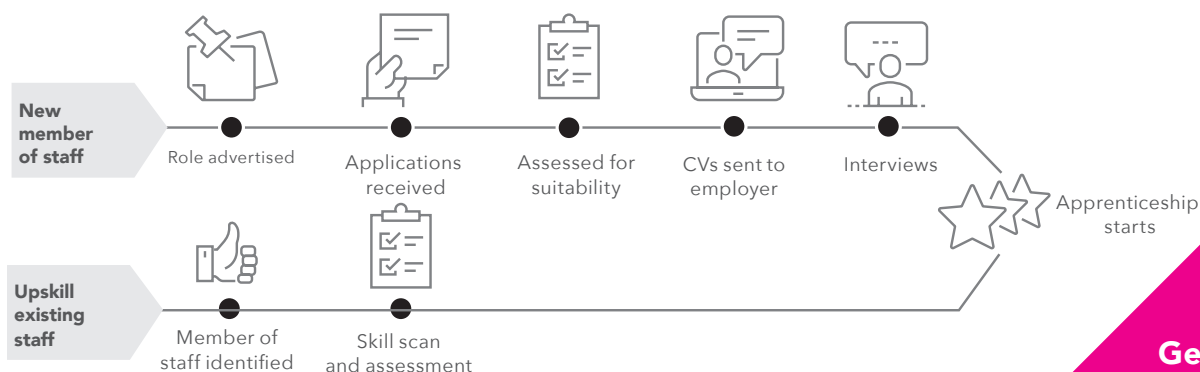 New
member
of staff
Role advertised
Applications
received
Assessed for
suitability
CVs sent to
employer
Interviews
Apprenticeship
starts
Upskill
existing
staff
Member of
staff identified
Skill scan
and assessment
Ge